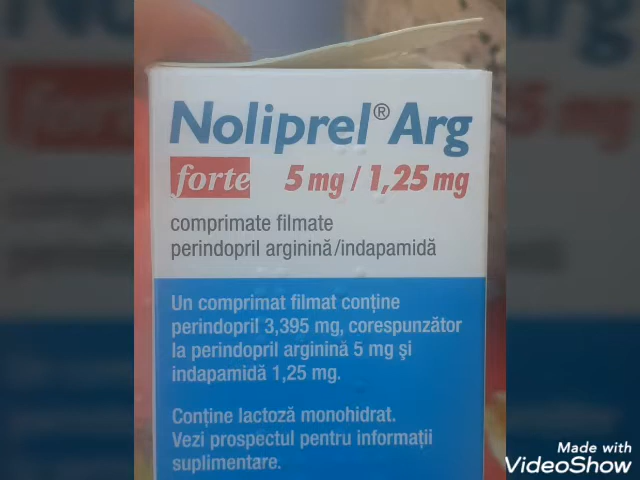 Noliprel® Arg
forte 5 mg / 1,25 mg
comprimate filmate
perindopril arginină/indapamidă
Un comprimat filmat conține
perindopril 3,395 mg, corespunzător
la perindopril arginină 5 mg și
indapamidă 1,25 mg.
Conține lactoză monohidrat.
Vezi prospectul pentru informații
suplimentare.
Made with
VideoShow